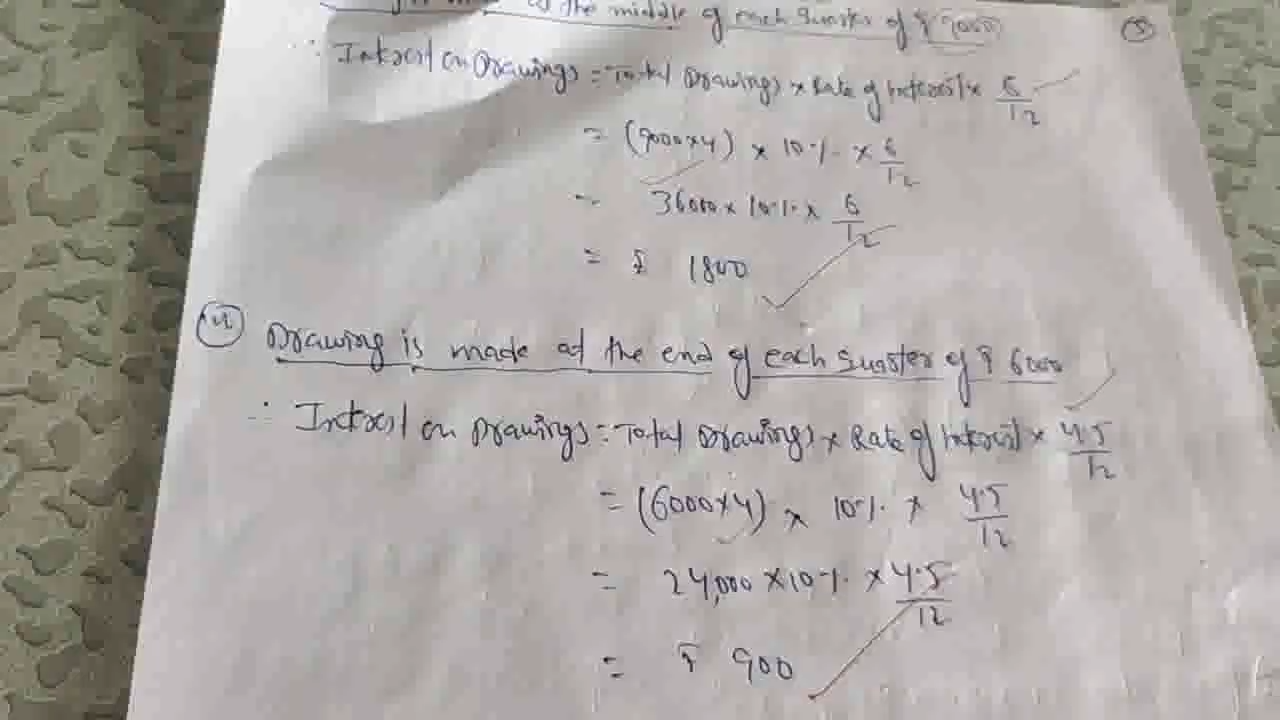 the middle of each Quarter of ₹ 9000 ③
∴ Interest on Drawings = Total Drawings × Rate of Interest × 6/12
= (9000×4) × 10% × 6/12
= 36000 × 10% × 6/12
= ₹ 1800
Drawing is made at the end of each Quarter of ₹ 6000
∴ Interest on Drawings = Total Drawings × Rate of Interest × 4.5/12
= (6000×4) × 10% × 4.5/12
= 24,000 × 10% × 4.5/12
= ₹ 900